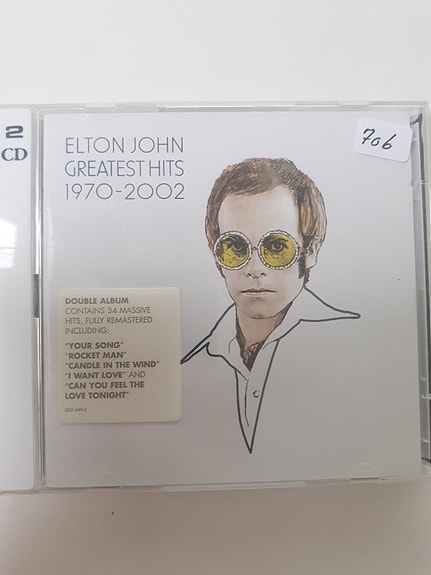 2
CD
ELTON JOHN
GREATEST HITS
1970-2002
706
DOUBLE ALBUM
CONTAINS 34 MASSIVE
HITS, FULLY REMASTERED
INCLUDING:
"YOUR SONG"
"ROCKET MAN"
"CANDLE IN THE WIND"
"I WANT LOVE" AND
"CAN YOU FEEL THE
LOVE TONIGHT"